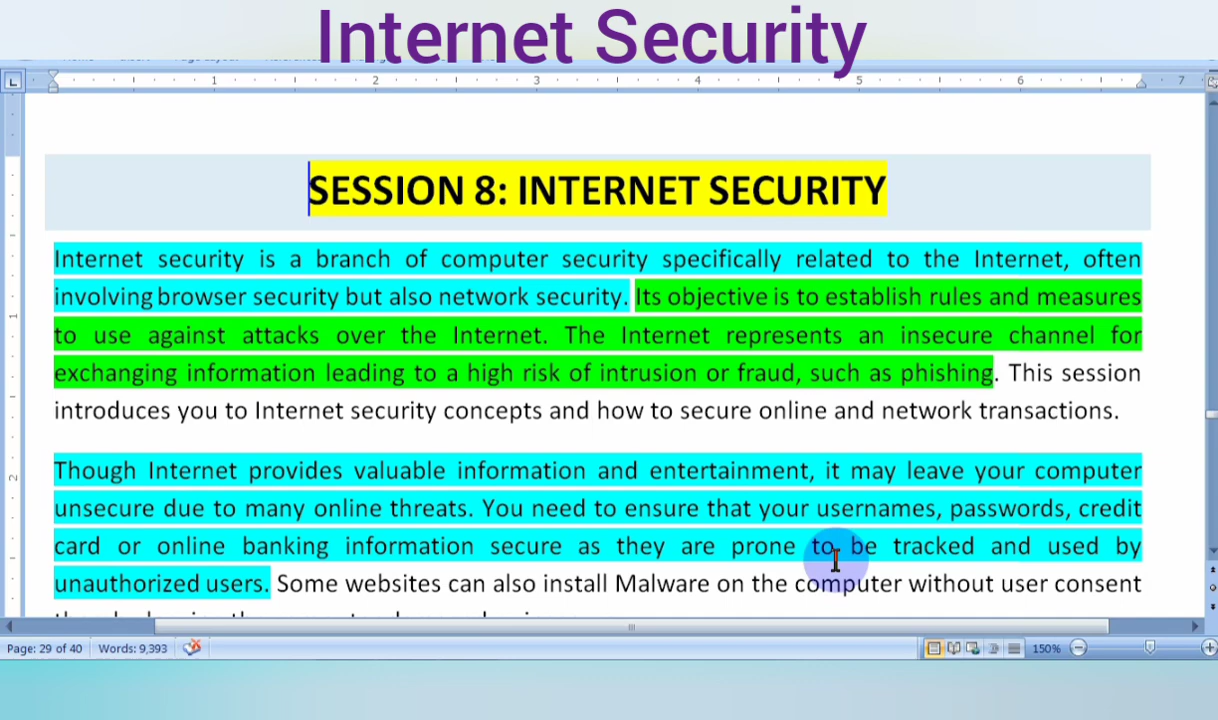 Internet Security
1 2 3 4 5 6 7
SESSION 8: INTERNET SECURITY
Internet security is a branch of computer security specifically related to the Internet, often
involving browser security but also network security. Its objective is to establish rules and measures
to use against attacks over the Internet. The Internet represents an insecure channel for
exchanging information leading to a high risk of intrusion or fraud, such as phishing. This session
introduces you to Internet security concepts and how to secure online and network transactions.
Though Internet provides valuable information and entertainment, it may leave your computer
unsecure due to many online threats. You need to ensure that your usernames, passwords, credit
card or online banking information secure as they are prone to be tracked and used by
unauthorized users. Some websites can also install Malware on the computer without user consent
Page: 29 of 40 Words: 9,393 150%